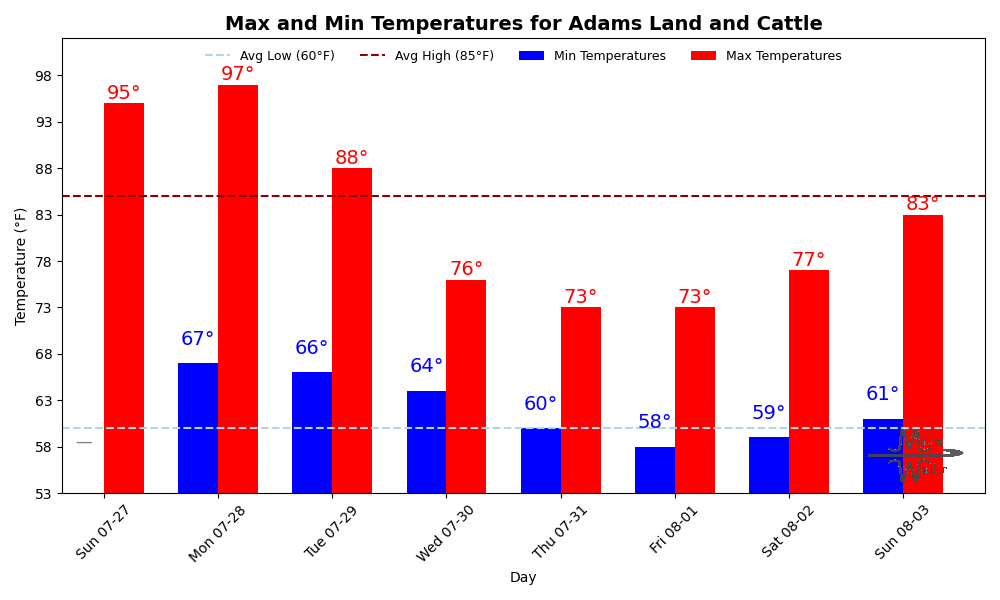 Max and Min Temperatures for Adams Land and Cattle
Avg Low (60°F) Avg High (85°F) Min Temperatures Max Temperatures
Temperature (°F)
98
93
88
83
78
73
68
63
58
53
95° 97° 88° 76° 73° 73° 77° 83°
— 67° 66° 64° 60° 58° 59° 61°
Sun 07-27 Mon 07-28 Tue 07-29 Wed 07-30 Thu 07-31 Fri 08-01 Sat 08-02 Sun 08-03
Day